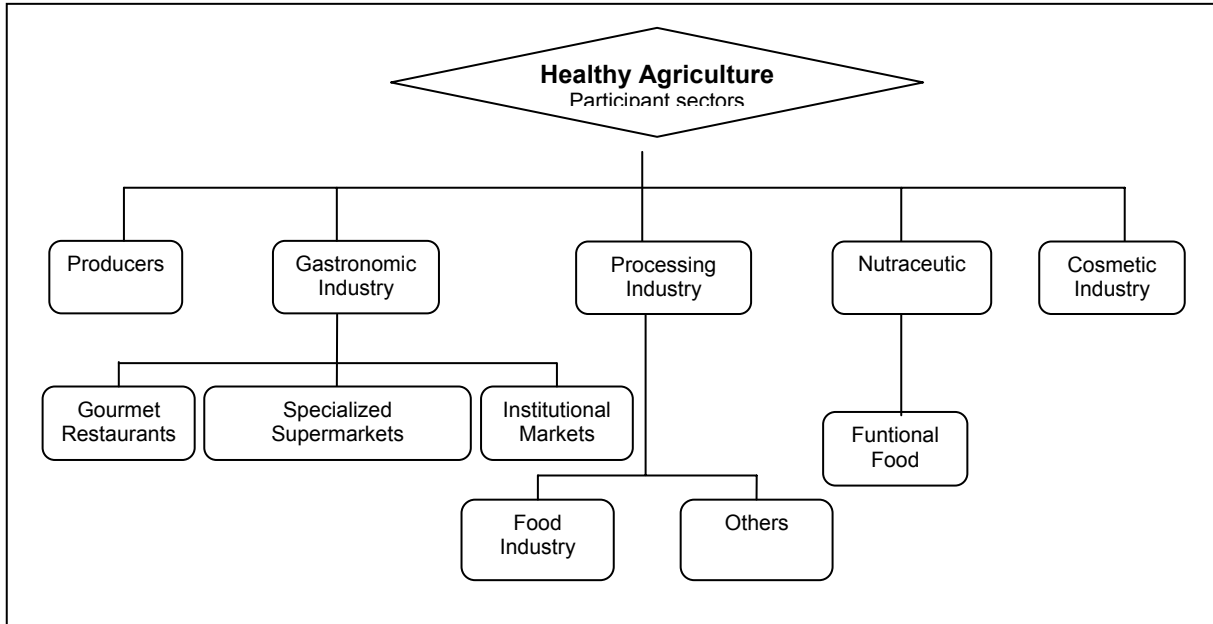 Healthy Agriculture
Participant sectors
Producers
Gastronomic
Industry
Processing
Industry
Nutraceutic
Cosmetic
Industry
Gourmet
Restaurants
Specialized
Supermarkets
Institutional
Markets
Funtional
Food
Food
Industry
Others